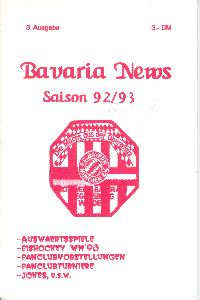 3. Ausgabe 3.- DM
Bavaria News
Saison 92/93
-AUSWAERTSSPIELE
-EISHOCKEY WM'93
-FANCLUBVORSTELLUNGEN
-FANCLUBTURNIERE
-JOKES, U.S.W.